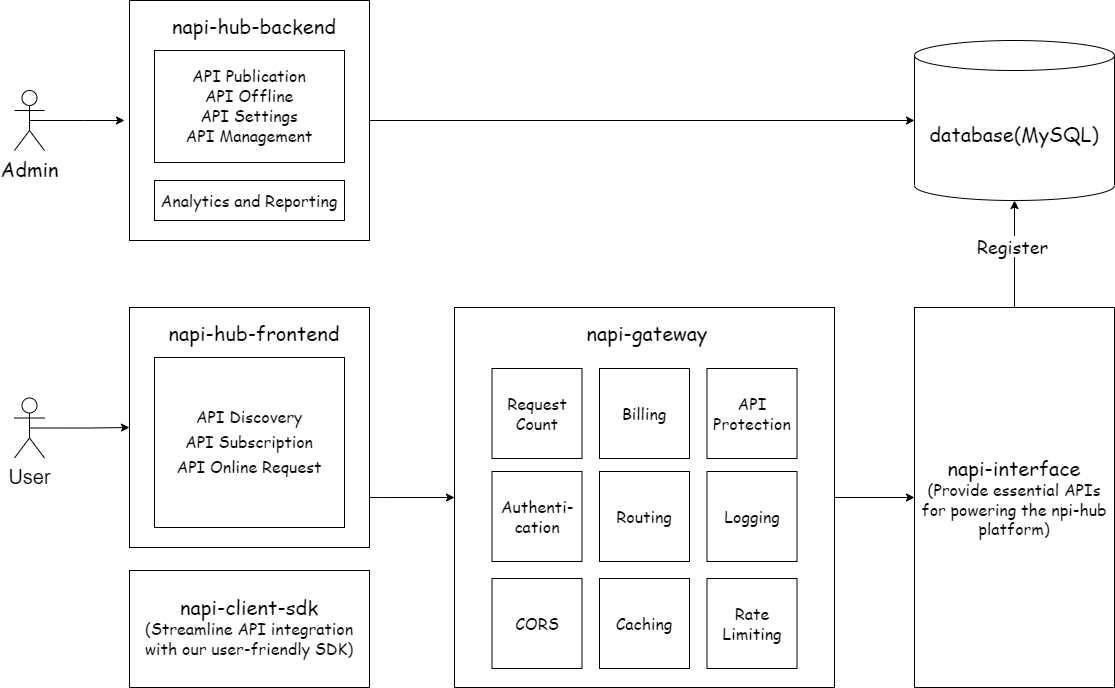 napi-hub-backend
API Publication
API Offline
API Settings
API Management
Analytics and Reporting
Admin
database(MySQL)
Register
napi-hub-frontend
API Discovery
API Subscription
API Online Request
User
napi-client-sdk
(Streamline API integration
with our user-friendly SDK)
napi-gateway
Request
Count
Billing
API
Protection
Authenti-
cation
Routing
Logging
CORS
Caching
Rate
Limiting
napi-interface
(Provide essential APIs
for powering the npi-hub
platform)